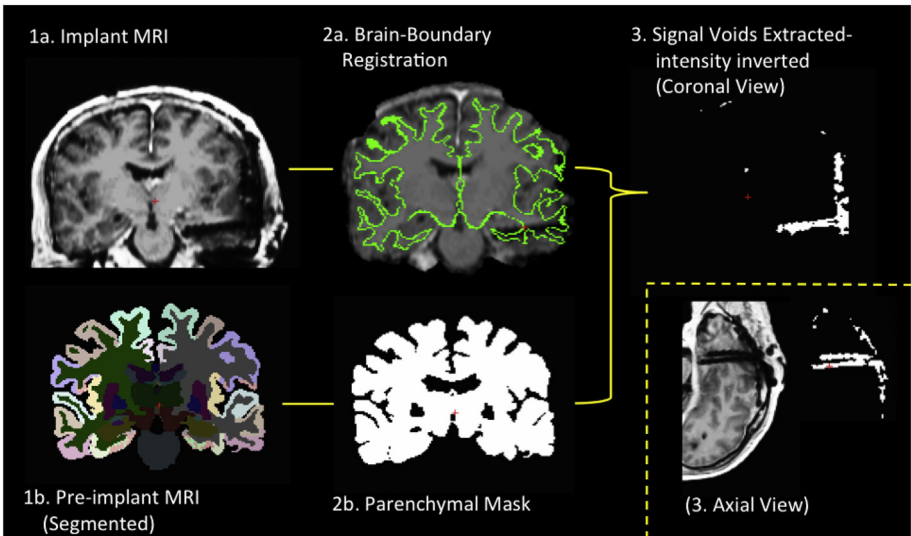 1a. Implant MRI
2a. Brain-Boundary
Registration
3. Signal Voids Extracted-
intensity inverted
(Coronal View)
1b. Pre-implant MRI
(Segmented)
2b. Parenchymal Mask
(3. Axial View)